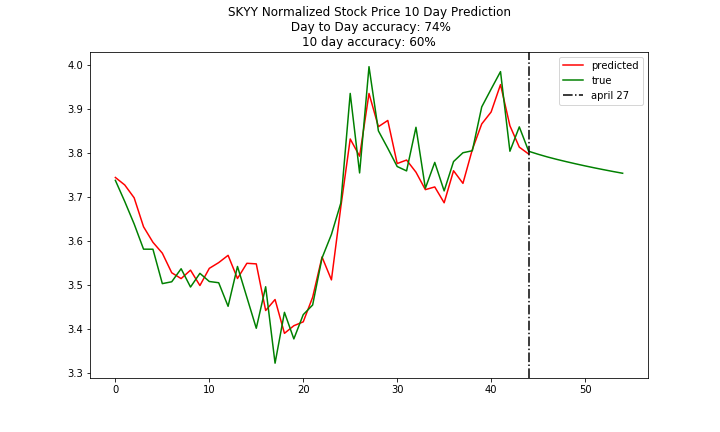 SKYY Normalized Stock Price 10 Day Prediction
Day to Day accuracy: 74%
10 day accuracy: 60%
predicted
true
april 27
4.0
3.9
3.8
3.7
3.6
3.5
3.4
3.3
0 10 20 30 40 50